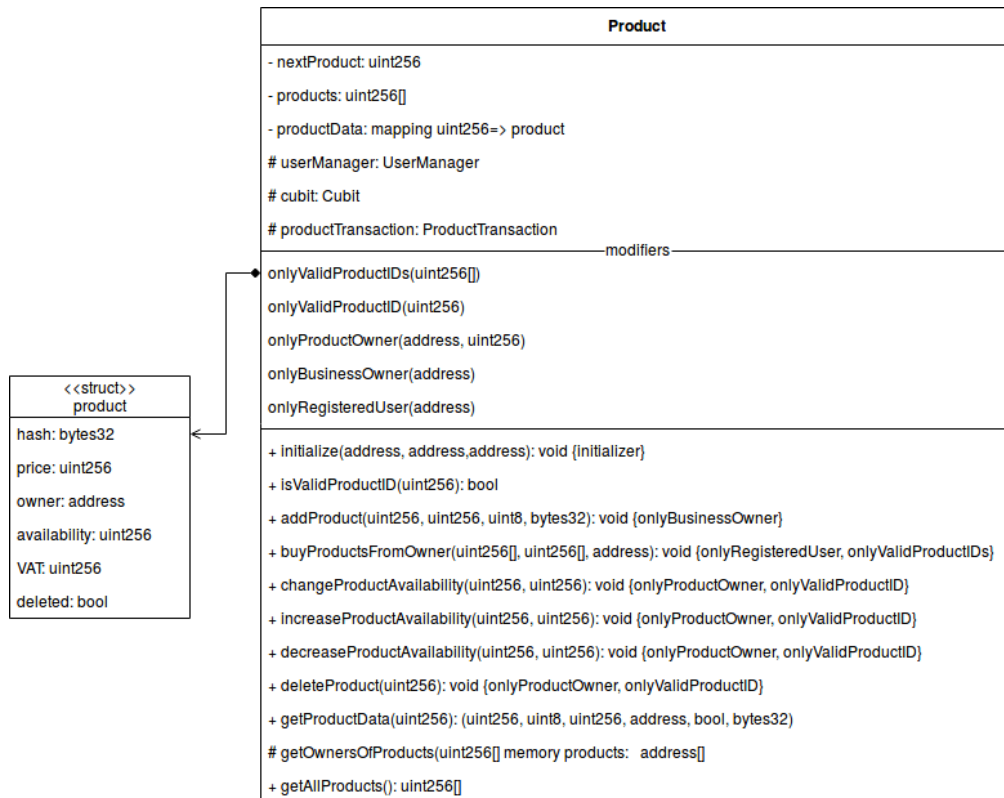 Product
- nextProduct: uint256
- products: uint256[]
- productData: mapping uint256=> product
# userManager: UserManager
# cubit: Cubit
# productTransaction: ProductTransaction
modifiers
onlyValidProductIDs(uint256[])
onlyValidProductID(uint256)
onlyProductOwner(address, uint256)
onlyBusinessOwner(address)
onlyRegisteredUser(address)
<<struct>>
product
hash: bytes32
price: uint256
owner: address
availability: uint256
VAT: uint256
deleted: bool
+ initialize(address, address,address): void {initializer}
+ isValidProductID(uint256): bool
+ addProduct(uint256, uint256, uint8, bytes32): void {onlyBusinessOwner}
+ buyProductsFromOwner(uint256[], uint256[], address): void {onlyRegisteredUser, onlyValidProductIDs}
+ changeProductAvailability(uint256, uint256): void {onlyProductOwner, onlyValidProductID}
+ increaseProductAvailability(uint256, uint256): void {onlyProductOwner, onlyValidProductID}
+ decreaseProductAvailability(uint256, uint256): void {onlyProductOwner, onlyValidProductID}
+ deleteProduct(uint256): void {onlyProductOwner, onlyValidProductID}
+ getProductData(uint256): (uint256, uint8, uint256, address, bool, bytes32)
# getOwnersOfProducts(uint256[] memory products:   address[]
+ getAllProducts(): uint256[]